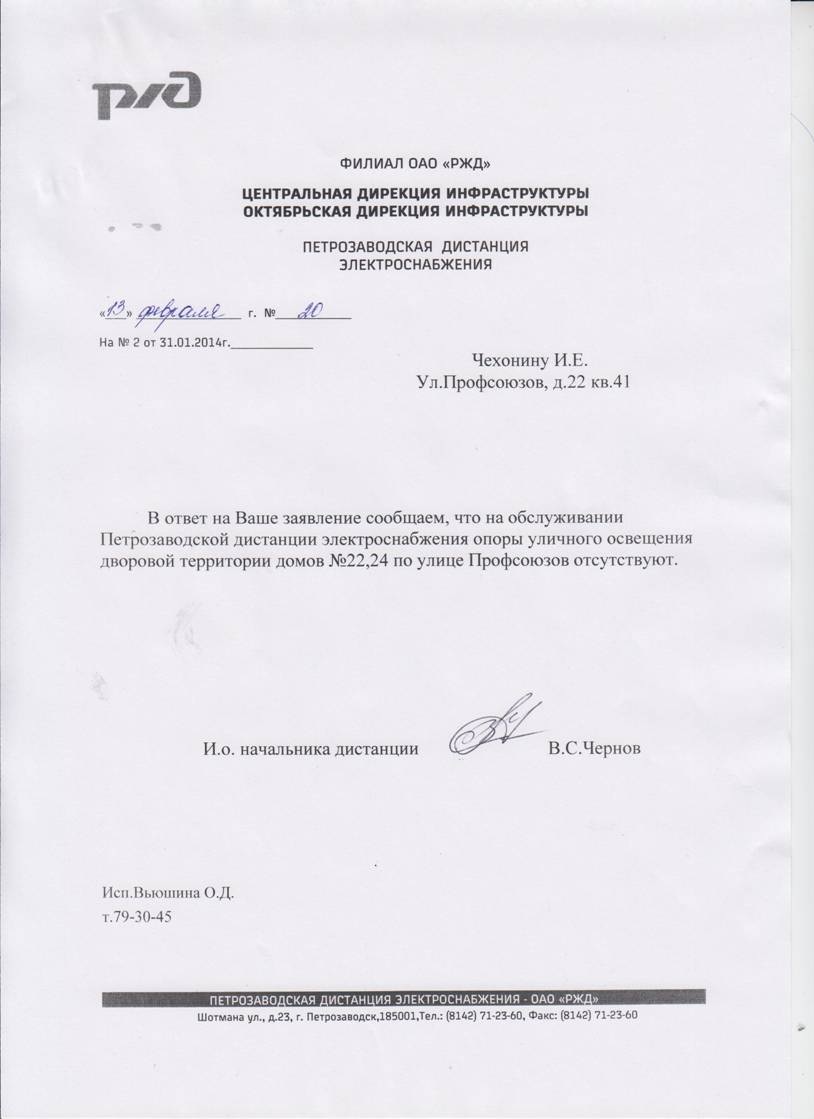 РЖД
ФИЛИАЛ ОАО «РЖД»
ЦЕНТРАЛЬНАЯ ДИРЕКЦИЯ ИНФРАСТРУКТУРЫ
ОКТЯБРЬСКАЯ ДИРЕКЦИЯ ИНФРАСТРУКТУРЫ
ПЕТРОЗАВОДСКАЯ ДИСТАНЦИЯ
ЭЛЕКТРОСНАБЖЕНИЯ
«13» февраля г. № 20
На № 2 от 31.01.2014г.
Чехонину И.Е.
Ул.Профсоюзов, д.22 кв.41
В ответ на Ваше заявление сообщаем, что на обслуживании
Петрозаводской дистанции электроснабжения опоры уличного освещения
дворовой территории домов №22,24 по улице Профсоюзов отсутствуют.
И.о. начальника дистанции В.С.Чернов
Исп.Вьюшина О.Д.
т.79-30-45
ПЕТРОЗАВОДСКАЯ ДИСТАНЦИЯ ЭЛЕКТРОСНАБЖЕНИЯ - ОАО «РЖД»
Шотмана ул., д.23, г. Петрозаводск,185001,Тел.: (8142) 71-23-60, Факс: (8142) 71-23-60